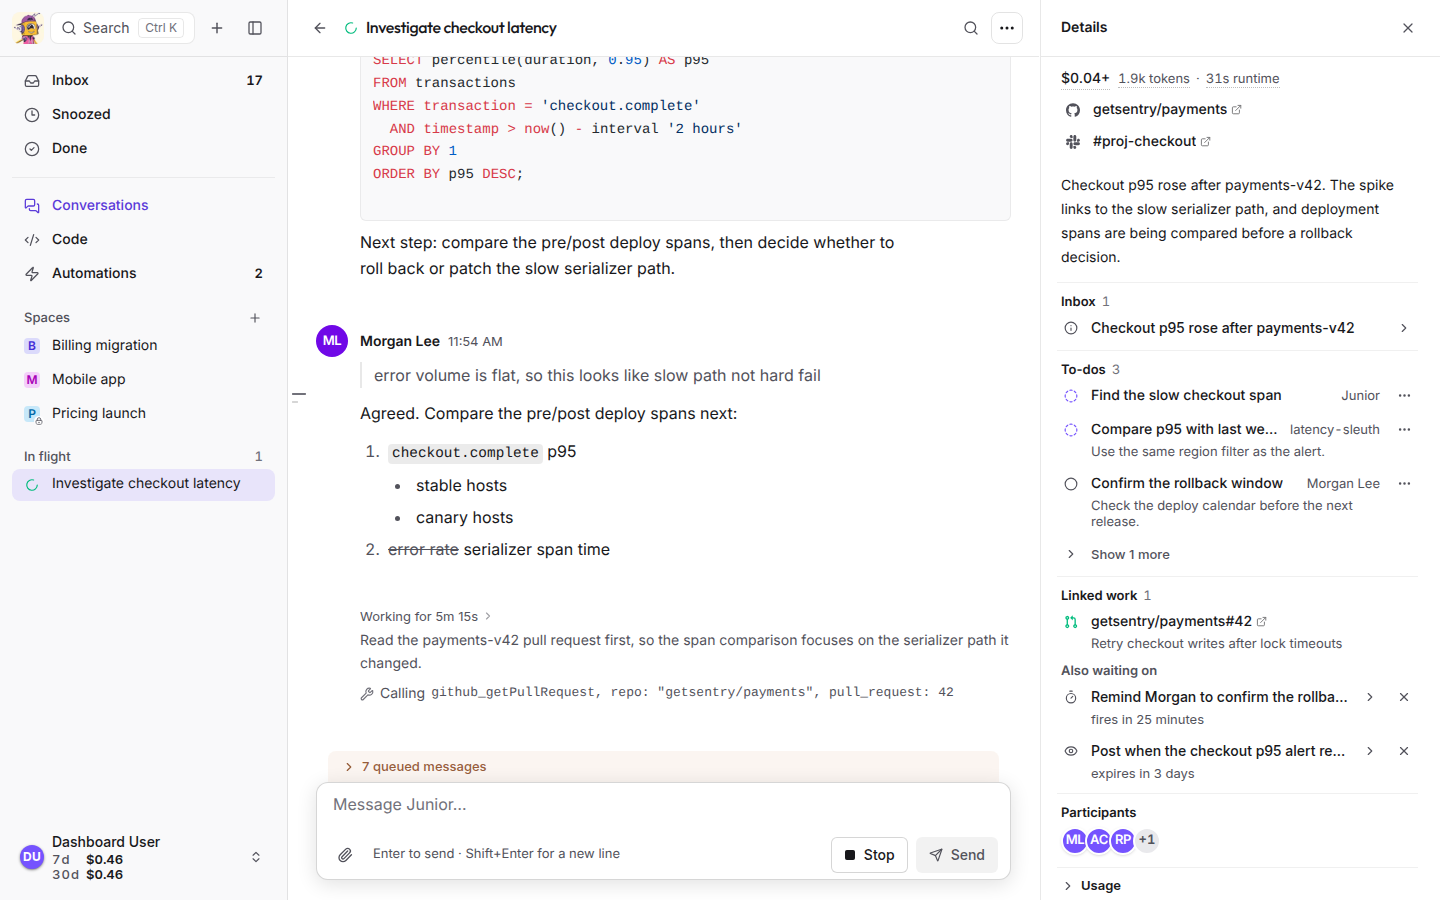 Search Ctrl K
Inbox 17
Snoozed
Done
Conversations
Code
Automations 2
Spaces
B Billing migration
M Mobile app
P Pricing launch
In flight 1
Investigate checkout latency
DU Dashboard User
7d $0.46
30d $0.46
Investigate checkout latency
SELECT percentile(duration, 0.95) AS p95
FROM transactions
WHERE transaction = 'checkout.complete'
AND timestamp > now() - interval '2 hours'
GROUP BY 1
ORDER BY p95 DESC;
Next step: compare the pre/post deploy spans, then decide whether to
roll back or patch the slow serializer path.
ML Morgan Lee 11:54 AM
error volume is flat, so this looks like slow path not hard fail
Agreed. Compare the pre/post deploy spans next:
1. checkout.complete p95
• stable hosts
• canary hosts
2. error rate serializer span time
Working for 5m 15s
Read the payments-v42 pull request first, so the span comparison focuses on the serializer path it
changed.
Calling github_getPullRequest, repo: "getsentry/payments", pull_request: 42
7 queued messages
Message Junior...
Enter to send · Shift+Enter for a new line
Stop
Send
Details
$0.04+ 1.9k tokens · 31s runtime
getsentry/payments
#proj-checkout
Checkout p95 rose after payments-v42. The spike
links to the slow serializer path, and deployment
spans are being compared before a rollback
decision.
Inbox 1
Checkout p95 rose after payments-v42
To-dos 3
Find the slow checkout span Junior
Compare p95 with last we... latency-sleuth
Use the same region filter as the alert.
Confirm the rollback window Morgan Lee
Check the deploy calendar before the next
release.
Show 1 more
Linked work 1
getsentry/payments#42
Retry checkout writes after lock timeouts
Also waiting on
Remind Morgan to confirm the rollba...
fires in 25 minutes
Post when the checkout p95 alert re...
expires in 3 days
Participants
ML AC RP +1
Usage